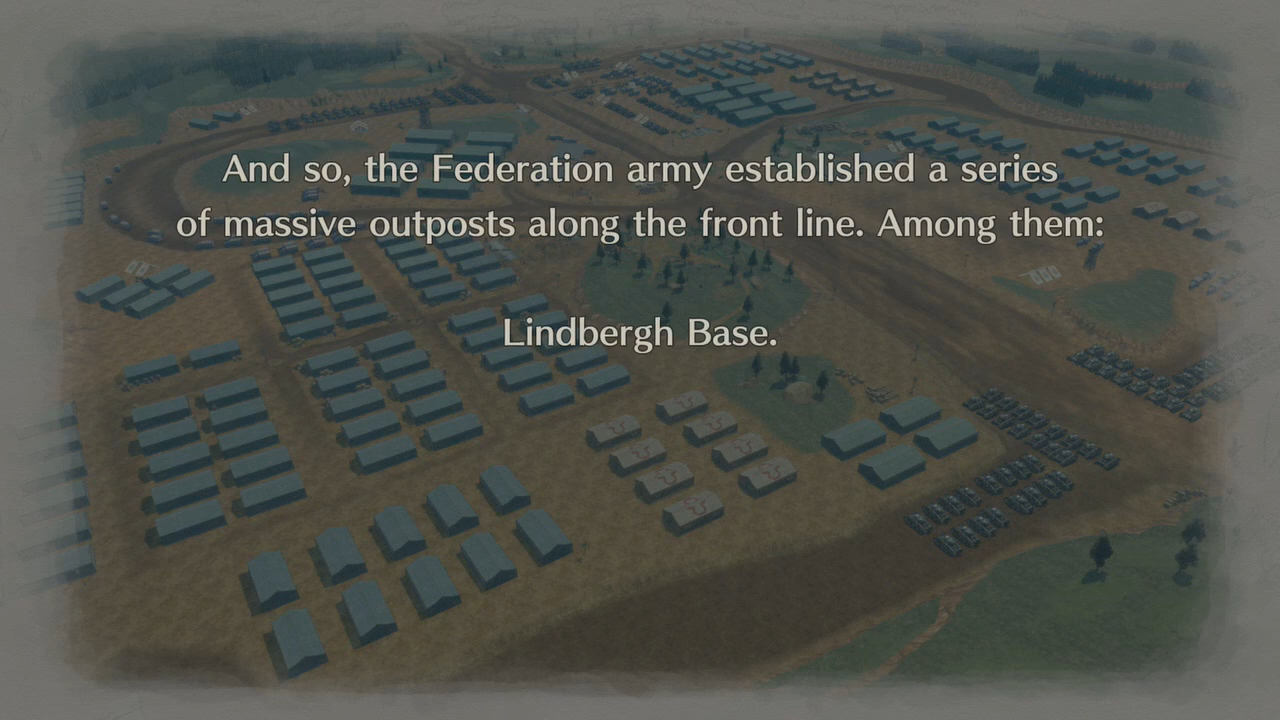 And so, the Federation army established a series
of massive outposts along the front line. Among them:
Lindbergh Base.